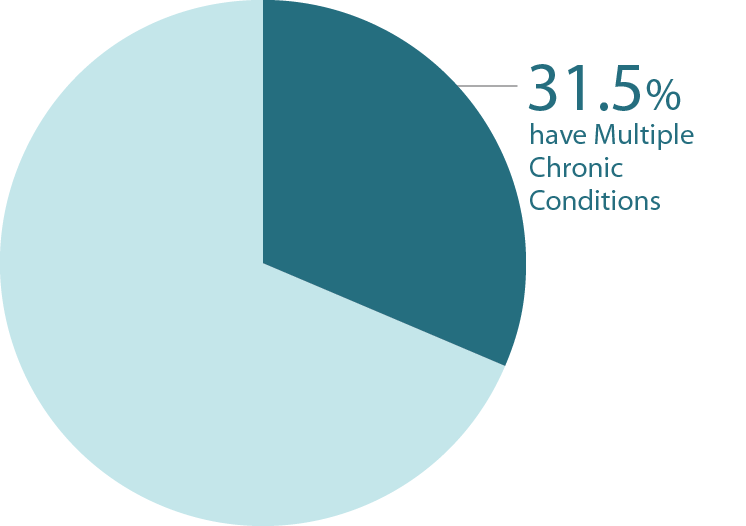 31.5%
have Multiple
Chronic
Conditions